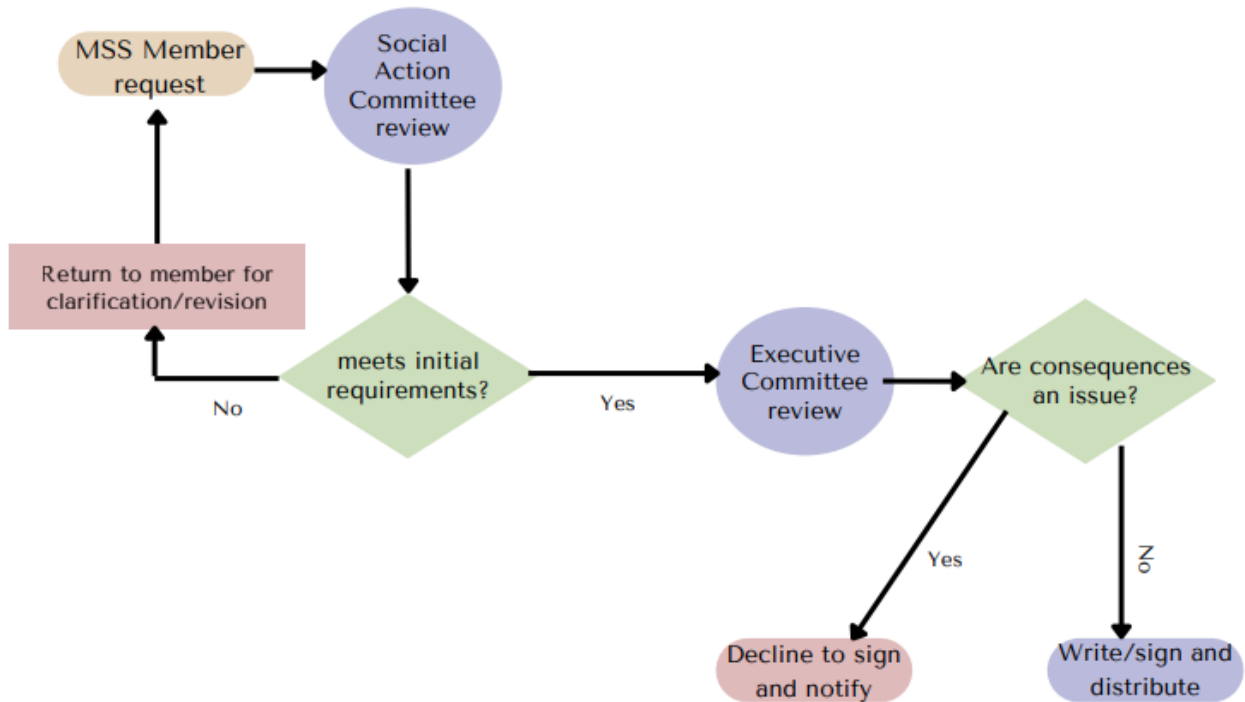 MSS Member
request
Social
Action
Committee
review
Return to member for
clarification/revision
meets initial
requirements?
No
Yes
Executive
Committee
review
Are consequences
an issue?
Yes
No
Decline to sign
and notify
Write/sign and
distribute